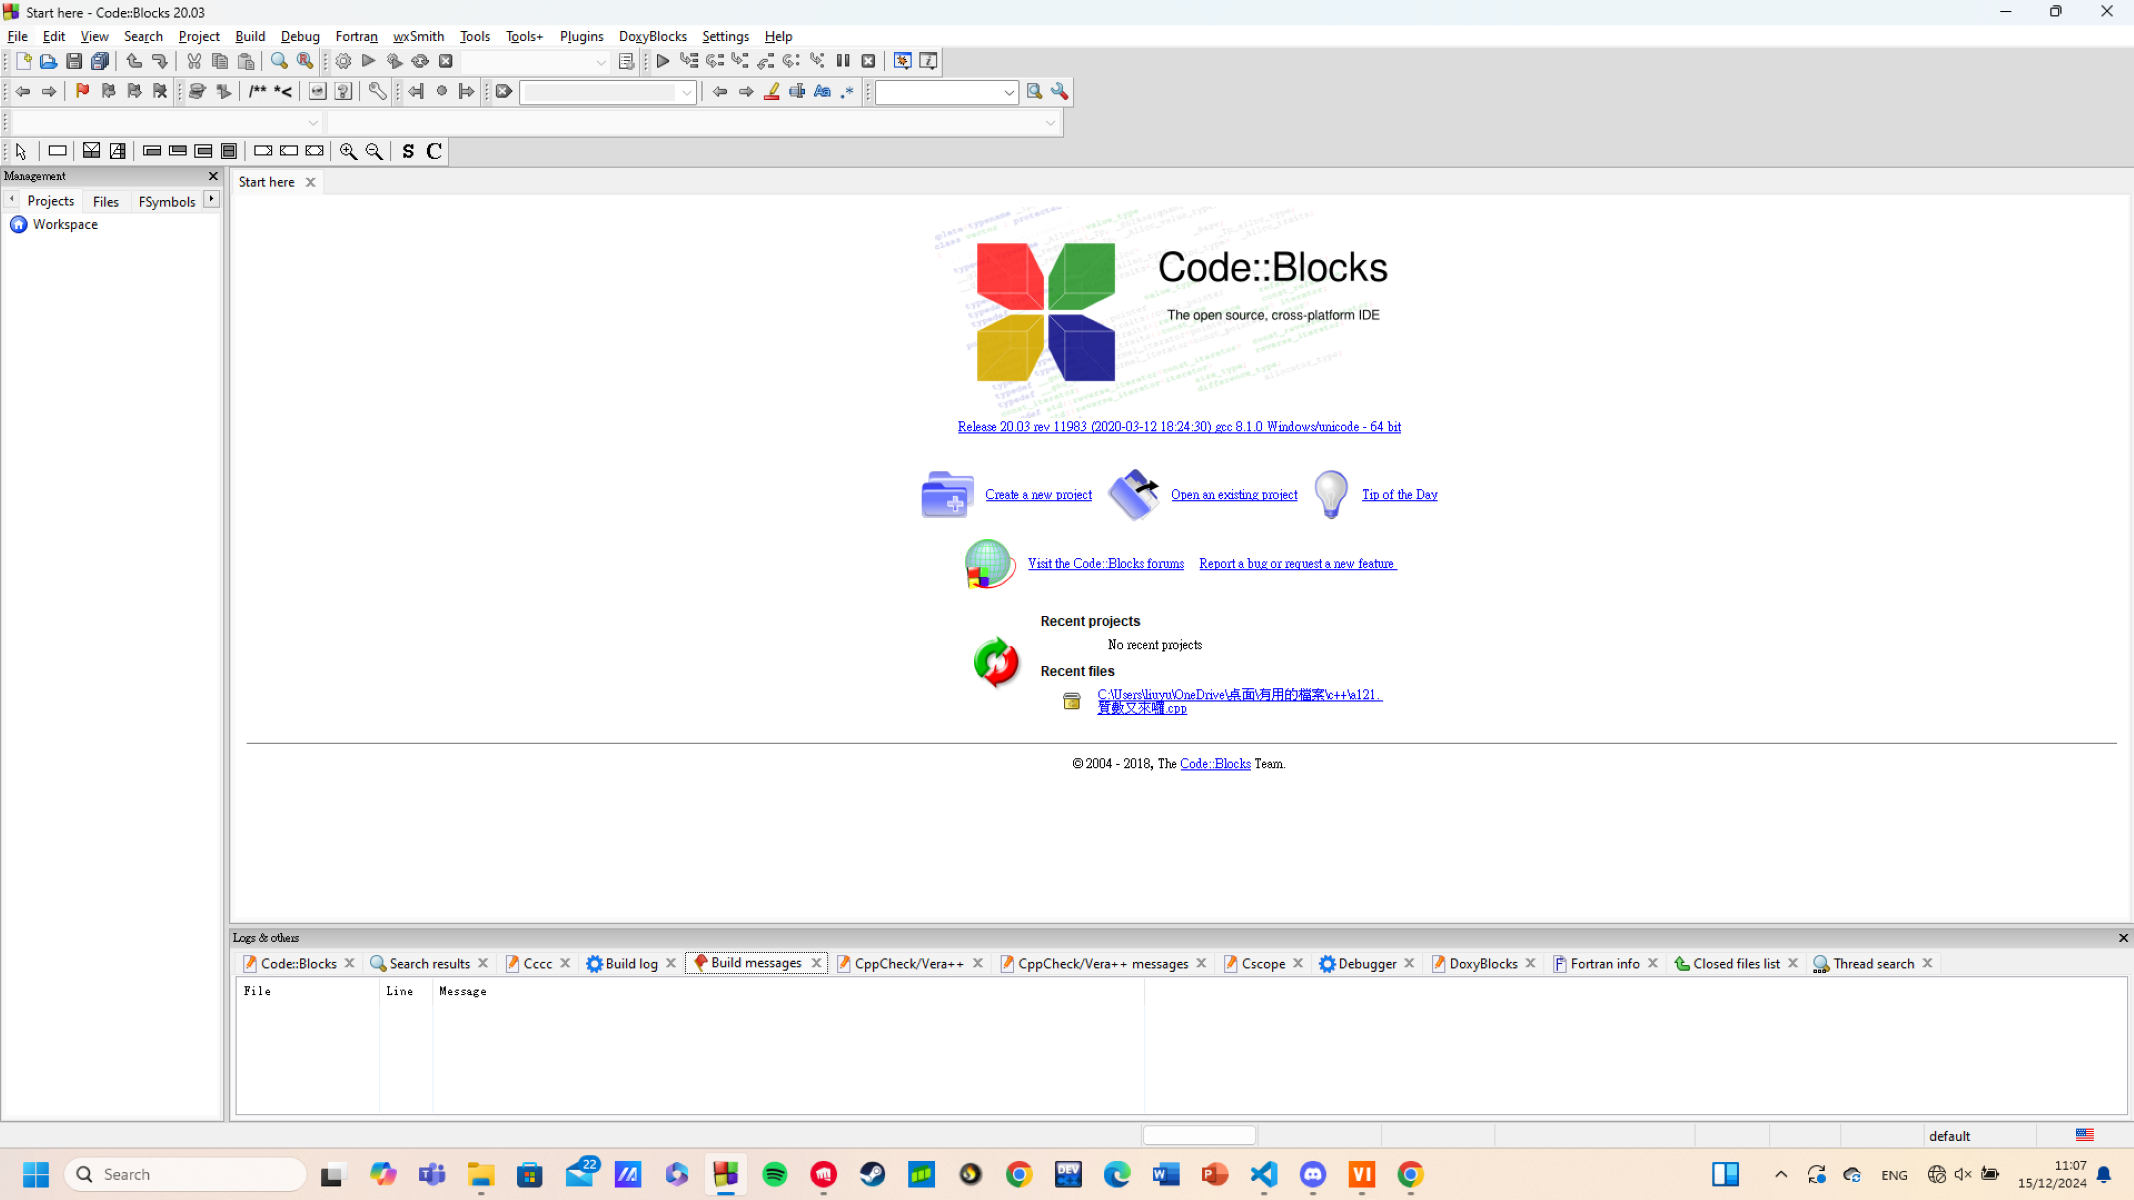 Start here - Code::Blocks 20.03
File Edit View Search Project Build Debug Fortran wxSmith Tools Tools+ Plugins DoxyBlocks Settings Help
/** *<
Aa .*
S C
Management
Projects Files FSymbols
Workspace
Start here
Code::Blocks
The open source, cross-platform IDE
Release 20.03 rev 11983 (2020-03-12 18:24:30) gcc 8.1.0 Windows/unicode - 64 bit
Create a new project Open an existing project Tip of the Day
Visit the Code::Blocks forums Report a bug or request a new feature
Recent projects
No recent projects
Recent files
C:\Users\liuyu\OneDrive\桌面\有用的檔案\c++\a121.
質數又來囉.cpp
© 2004 - 2018, The Code::Blocks Team.
Logs & others
Code::Blocks Search results Cccc Build log Build messages CppCheck/Vera++ CppCheck/Vera++ messages Cscope Debugger DoxyBlocks Fortran info Closed files list Thread search
File Line Message
default
Search
22
DEV
VI
ENG
11:07
15/12/2024